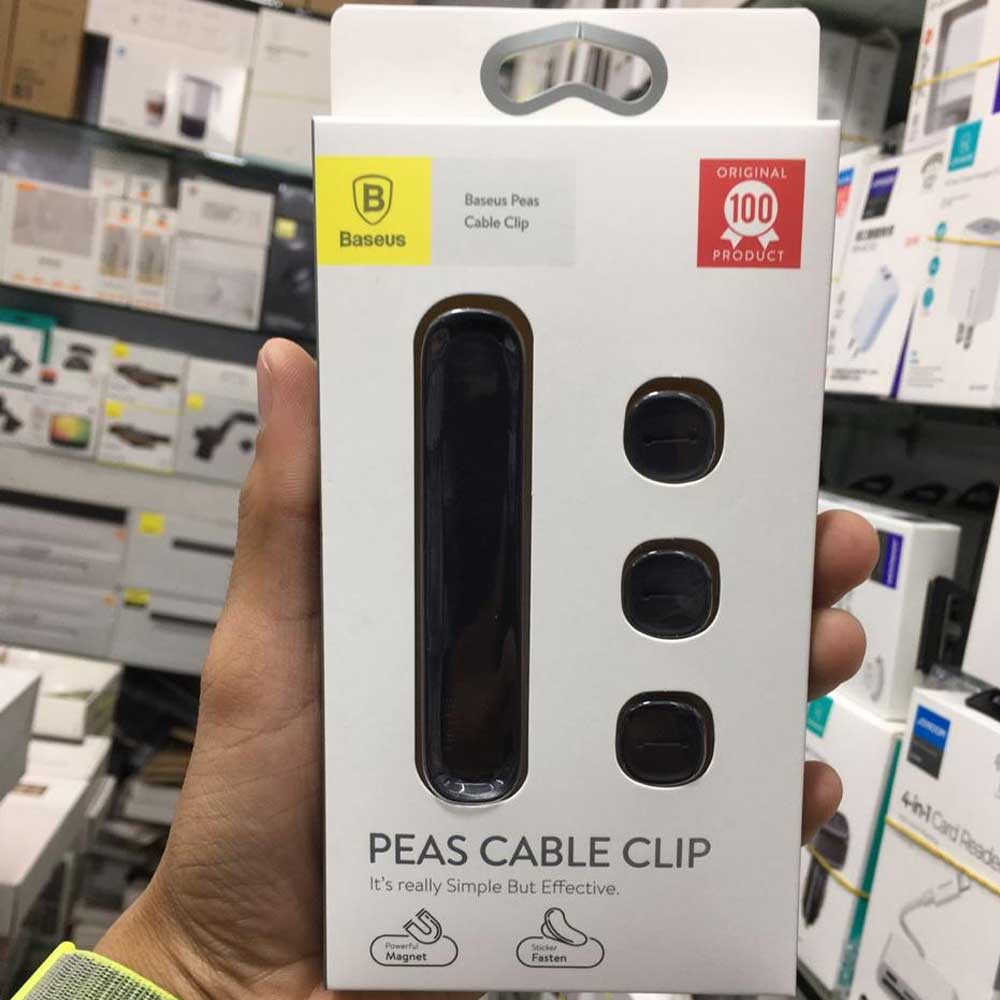 Baseus
Baseus Peas
Cable Clip
ORIGINAL
100
PRODUCT
PEAS CABLE CLIP
It's really Simple But Effective.
Powerful
Magnet
Sticker
Fasten
4-in-1 Card Reader